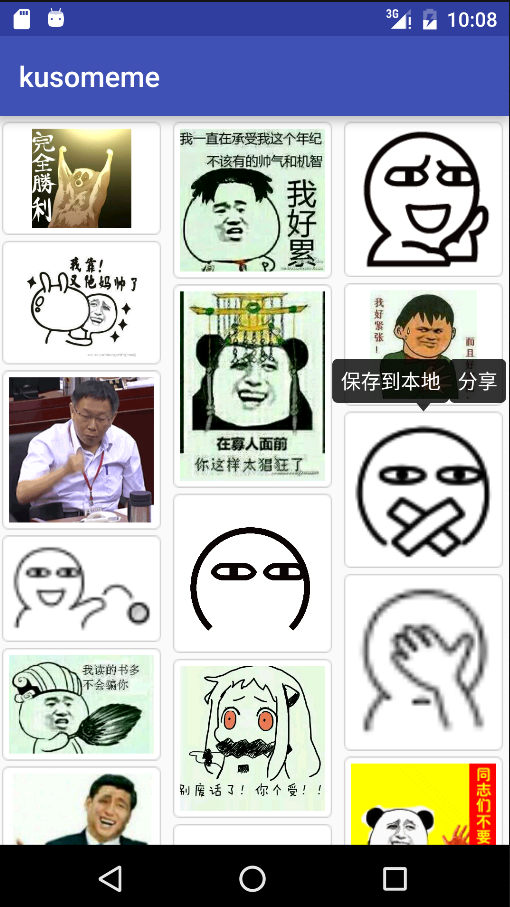 3G
10:08
kusomeme
完全勝利
我靠!
又他妈帅了
我读的书多
不会骗你
我一直在承受我这个年纪
不该有的帅气和机智
我好累
在寡人面前
你这样太猖狂了
别废话了!你个受!!
我好紧张!
而且
保存到本地
分享
同志们不要